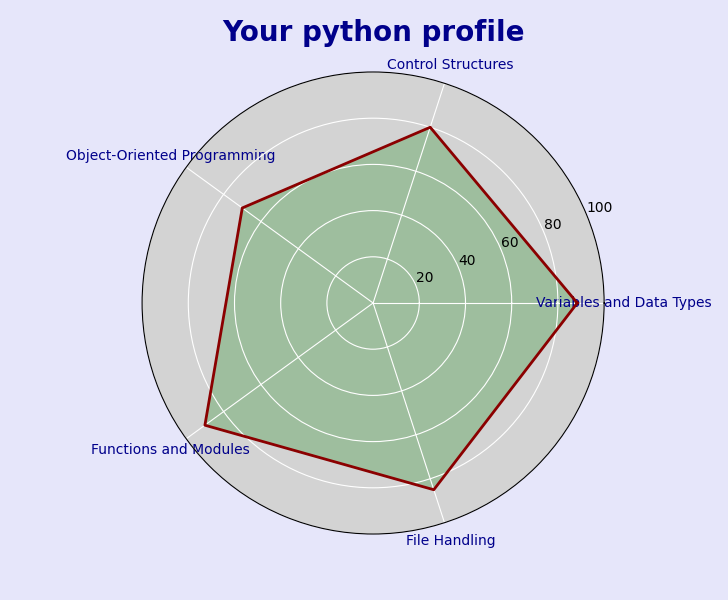 Your python profile
Control Structures
Object-Oriented Programming
100
80
60
40
20
Variables and Data Types
Functions and Modules
File Handling